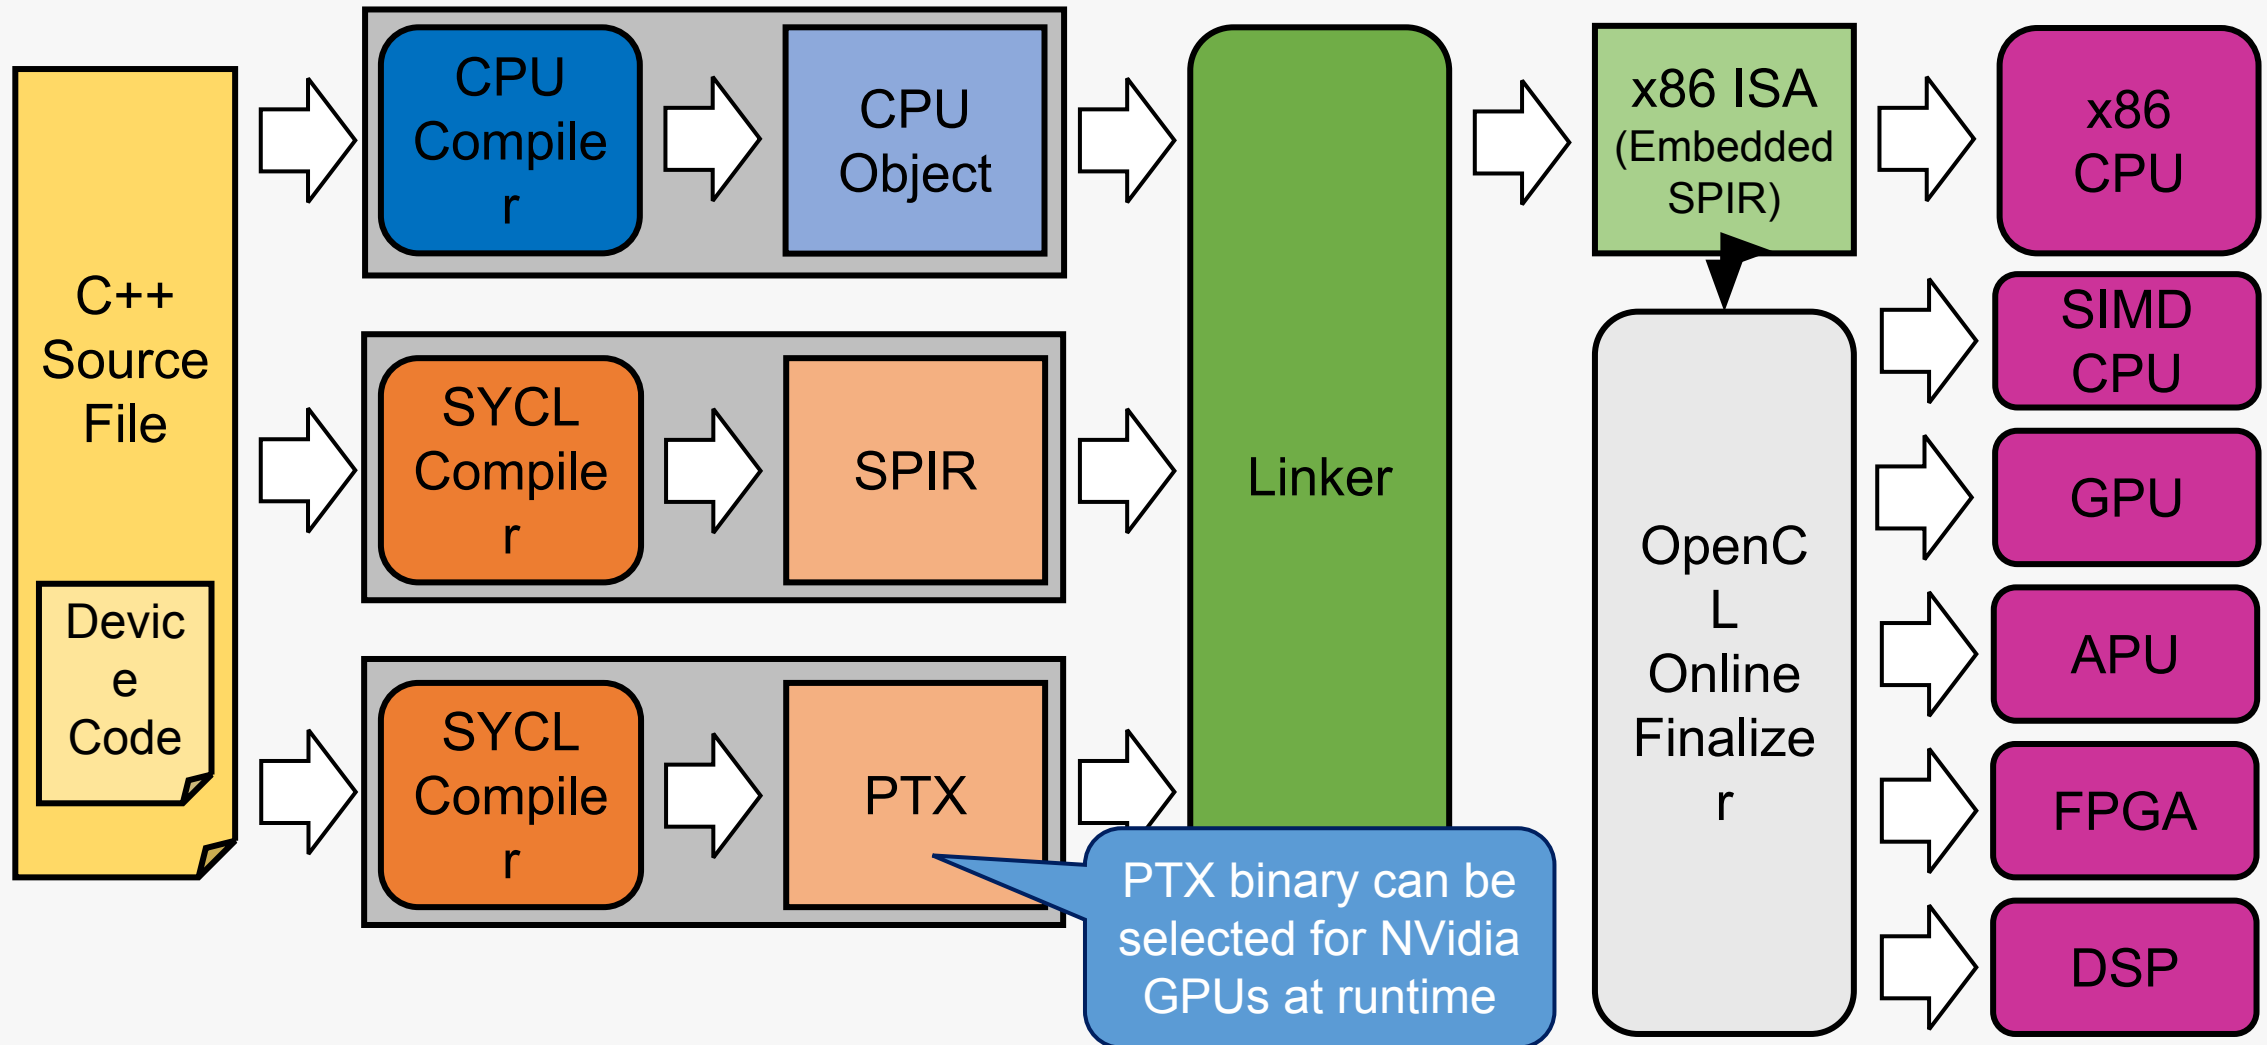 C++
Source
File
Devic
e
Code
CPU
Compile
r
CPU
Object
SYCL
Compile
r
SPIR
SYCL
Compile
r
PTX
Linker
PTX binary can be
selected for NVidia
GPUs at runtime
x86 ISA
(Embedded
SPIR)
OpenC
L
Online
Finalize
r
x86
CPU
SIMD
CPU
GPU
APU
FPGA
DSP